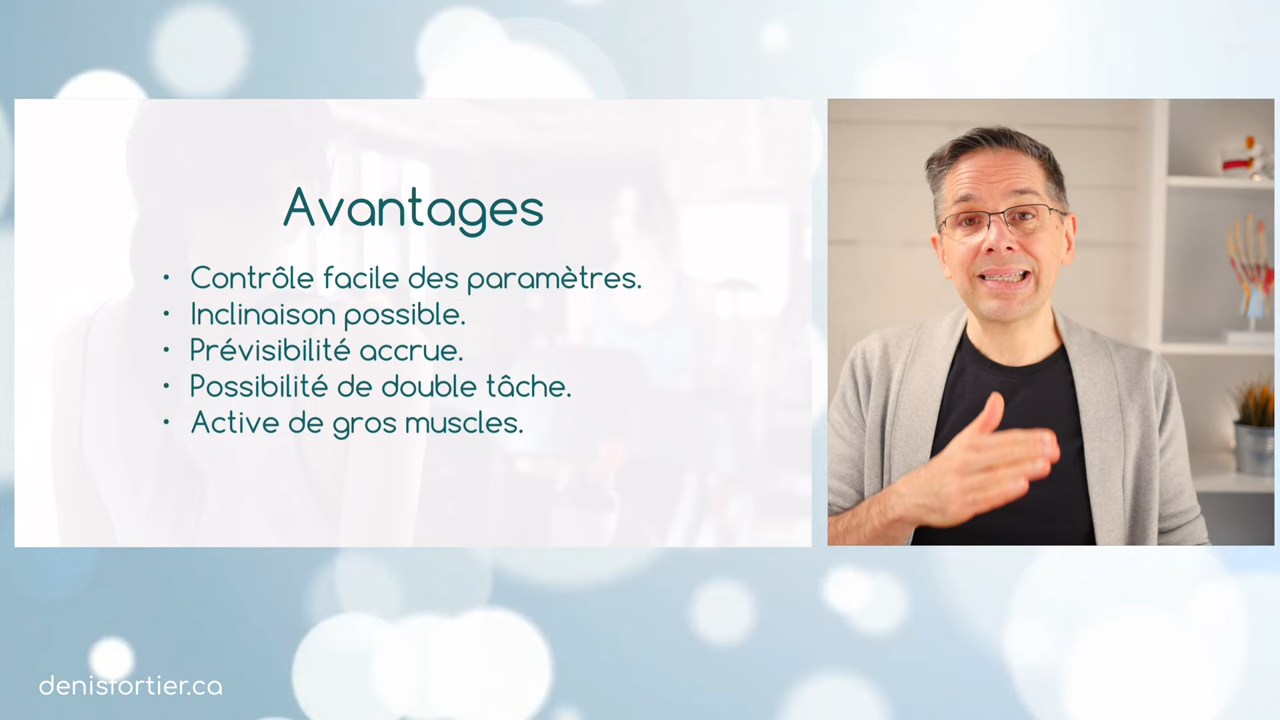 Avantages
• Contrôle facile des paramètres.
• Inclinaison possible.
• Prévisibilité accrue.
• Possibilité de double tâche.
• Active de gros muscles.
denisfortier.ca